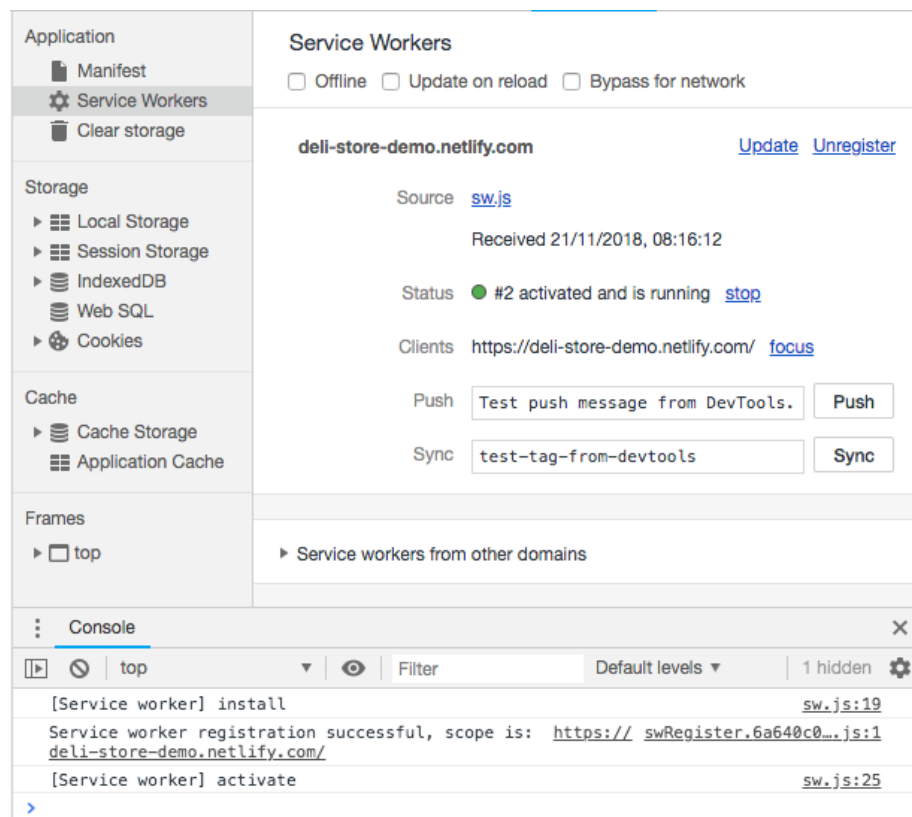 Application
Manifest
Service Workers
Clear storage
Storage
Local Storage
Session Storage
IndexedDB
Web SQL
Cookies
Cache
Cache Storage
Application Cache
Frames
top
Service Workers
Offline Update on reload Bypass for network
deli-store-demo.netlify.com Update Unregister
Source sw.js
Received 21/11/2018, 08:16:12
Status #2 activated and is running stop
Clients https://deli-store-demo.netlify.com/ focus
Push Test push message from DevTools. Push
Sync test-tag-from-devtools Sync
Service workers from other domains
Console
top Filter Default levels 1 hidden
[Service worker] install sw.js:19
Service worker registration successful, scope is: https:// swRegister.6a640c0….js:1
deli-store-demo.netlify.com/
[Service worker] activate sw.js:25